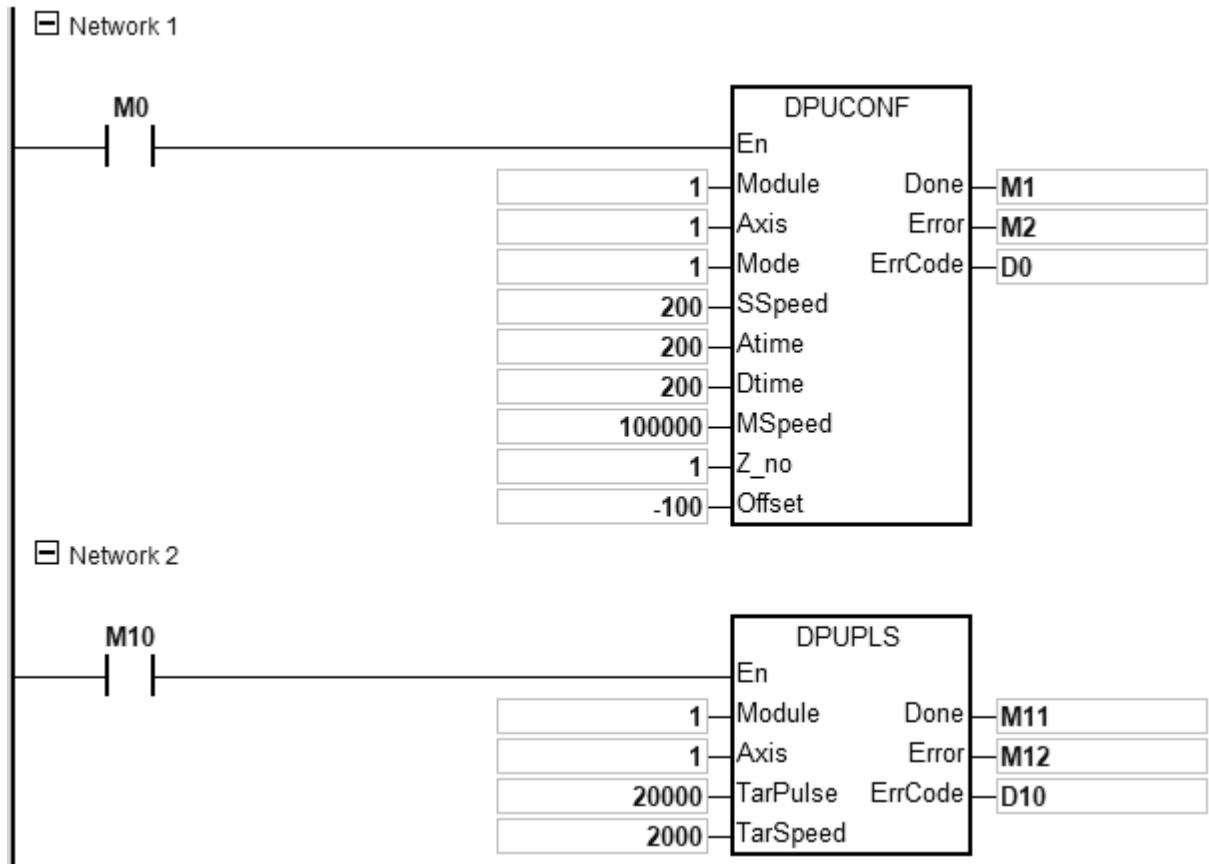 Network 1
M0
DPUCONF
En
1 Module Done M1
1 Axis Error M2
1 Mode ErrCode D0
200 SSpeed
200 Atime
200 Dtime
100000 MSpeed
1 Z_no
-100 Offset
Network 2
M10
DPUPLS
En
1 Module Done M11
1 Axis Error M12
20000 TarPulse ErrCode D10
2000 TarSpeed